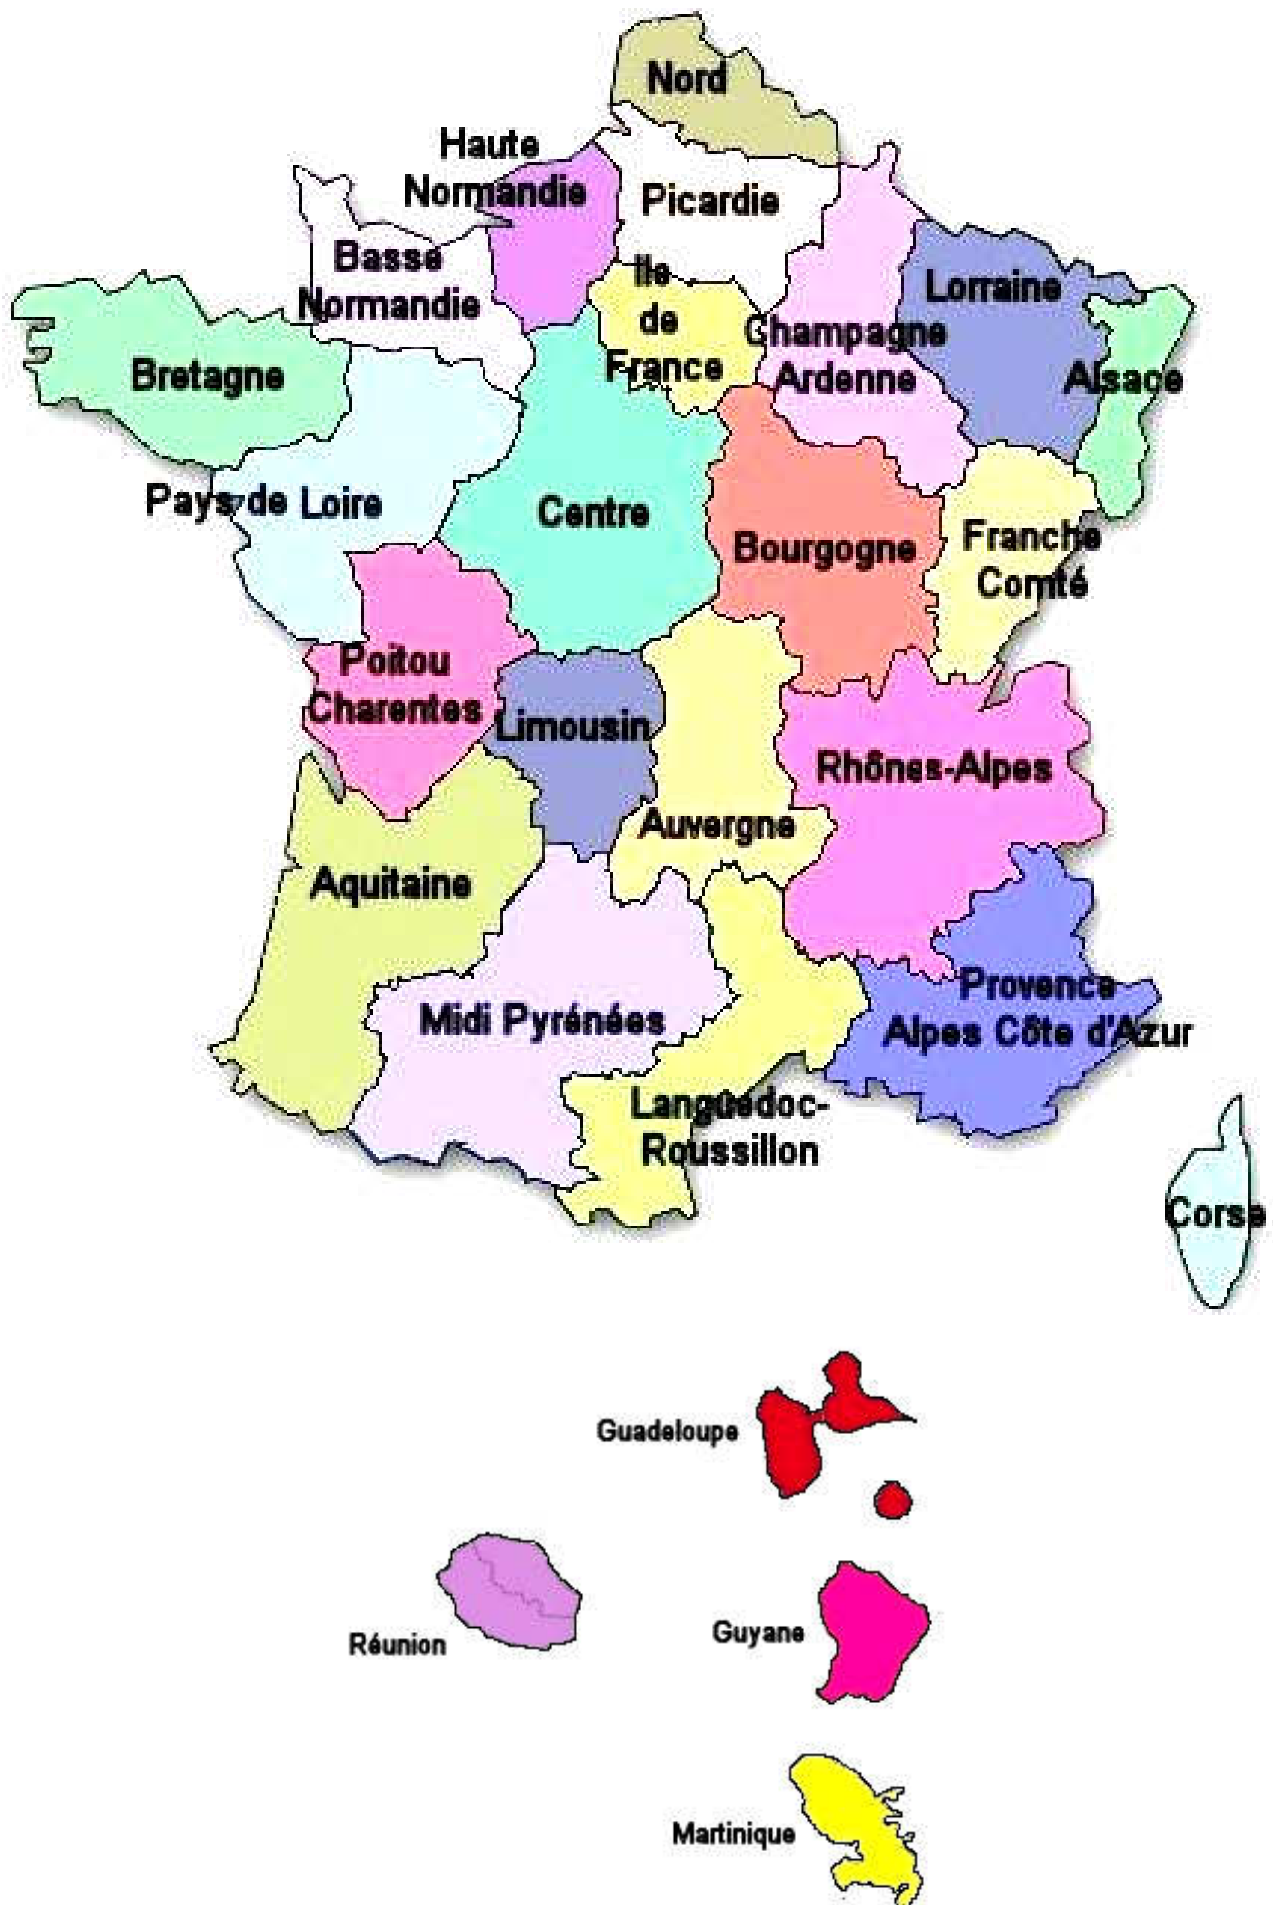 Nord
Haute
Normandie
Picardie
Basse
Normandie
Ile
de
France
Champagne
Ardenne
Lorraine
Alsace
Bretagne
Pays de Loire
Centre
Bourgogne
Franche
Comté
Poitou
Charentes
Limousin
Auvergne
Rhônes-Alpes
Aquitaine
Midi Pyrénées
Provence
Alpes Côte d'Azur
Languedoc-
Roussillon
Corse
Guadeloupe
Réunion
Guyane
Martinique